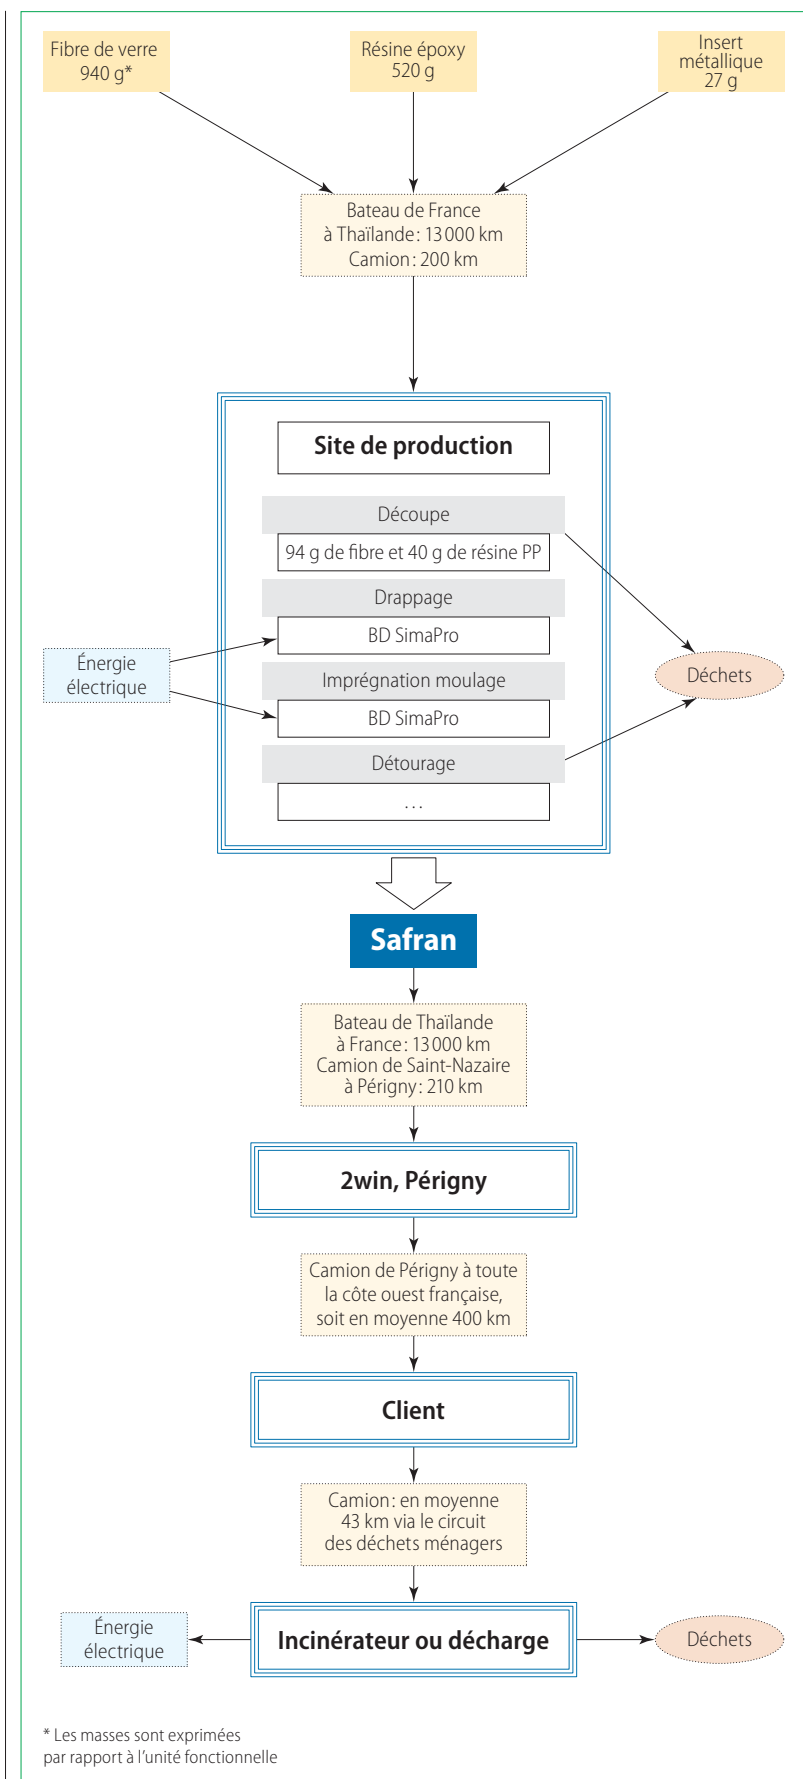 Fibre de verre
940 g*
Résine époxy
520 g
Insert
métallique
27 g
Bateau de France
à Thaïlande : 13 000 km
Camion : 200 km
Site de production
Découpe
94 g de fibre et 40 g de résine PP
Drappage
BD SimaPro
Énergie
électrique
Imprégnation moulage
BD SimaPro
Déchets
Détourage
...
Safran
Bateau de Thaïlande
à France : 13 000 km
Camion de Saint-Nazaire
à Périgny : 210 km
2win, Périgny
Camion de Périgny à toute
la côte ouest française,
soit en moyenne 400 km
Client
Camion : en moyenne
43 km via le circuit
des déchets ménagers
Énergie
électrique
Incinérateur ou décharge
Déchets
* Les masses sont exprimées
par rapport à l'unité fonctionnelle